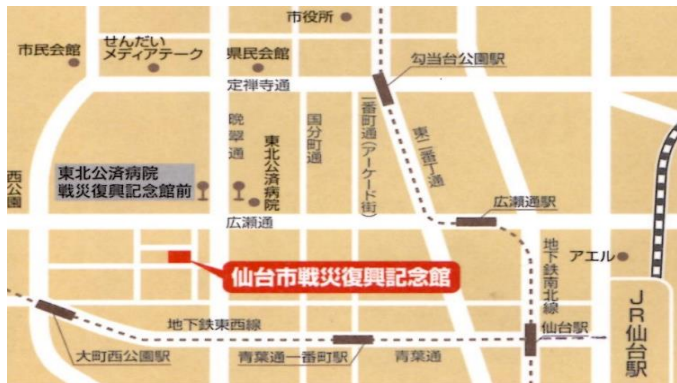 市役所
市民会館
せんだい
メディアテーク
県民会館
勾当台公園駅
定禅寺通
晩翠通
国分町通
一番町通(アーケード街)
東二番丁通
西公園
東北公済病院
戦災復興記念館前
東北公済病院
広瀬通駅
広瀬通
アエル
仙台市戦災復興記念館
地下鉄南北線
JR仙台駅
地下鉄東西線
仙台駅
大町西公園駅
青葉通一番町駅
青葉通